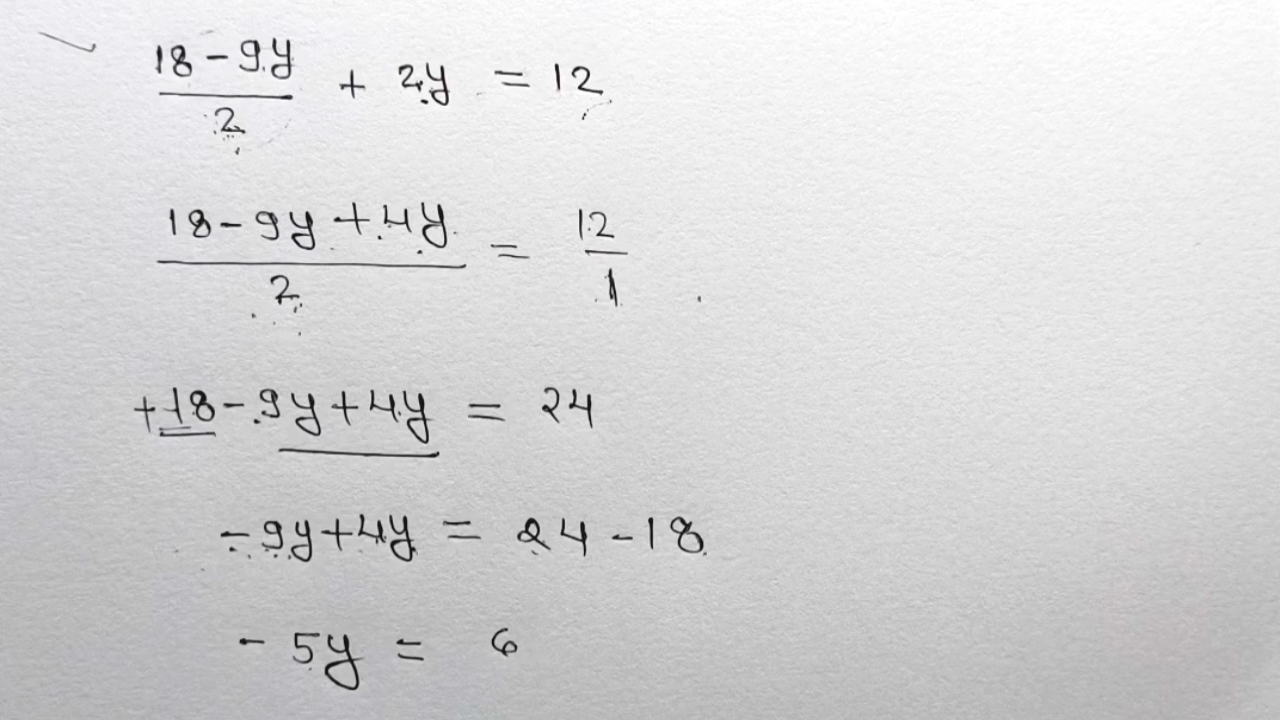 (18 - 9y)/2 + 2y = 12
(18 - 9y + 4y)/2 = 12/1
+18 - 9y + 4y = 24
- 9y + 4y = 24 - 18
- 5y = 6